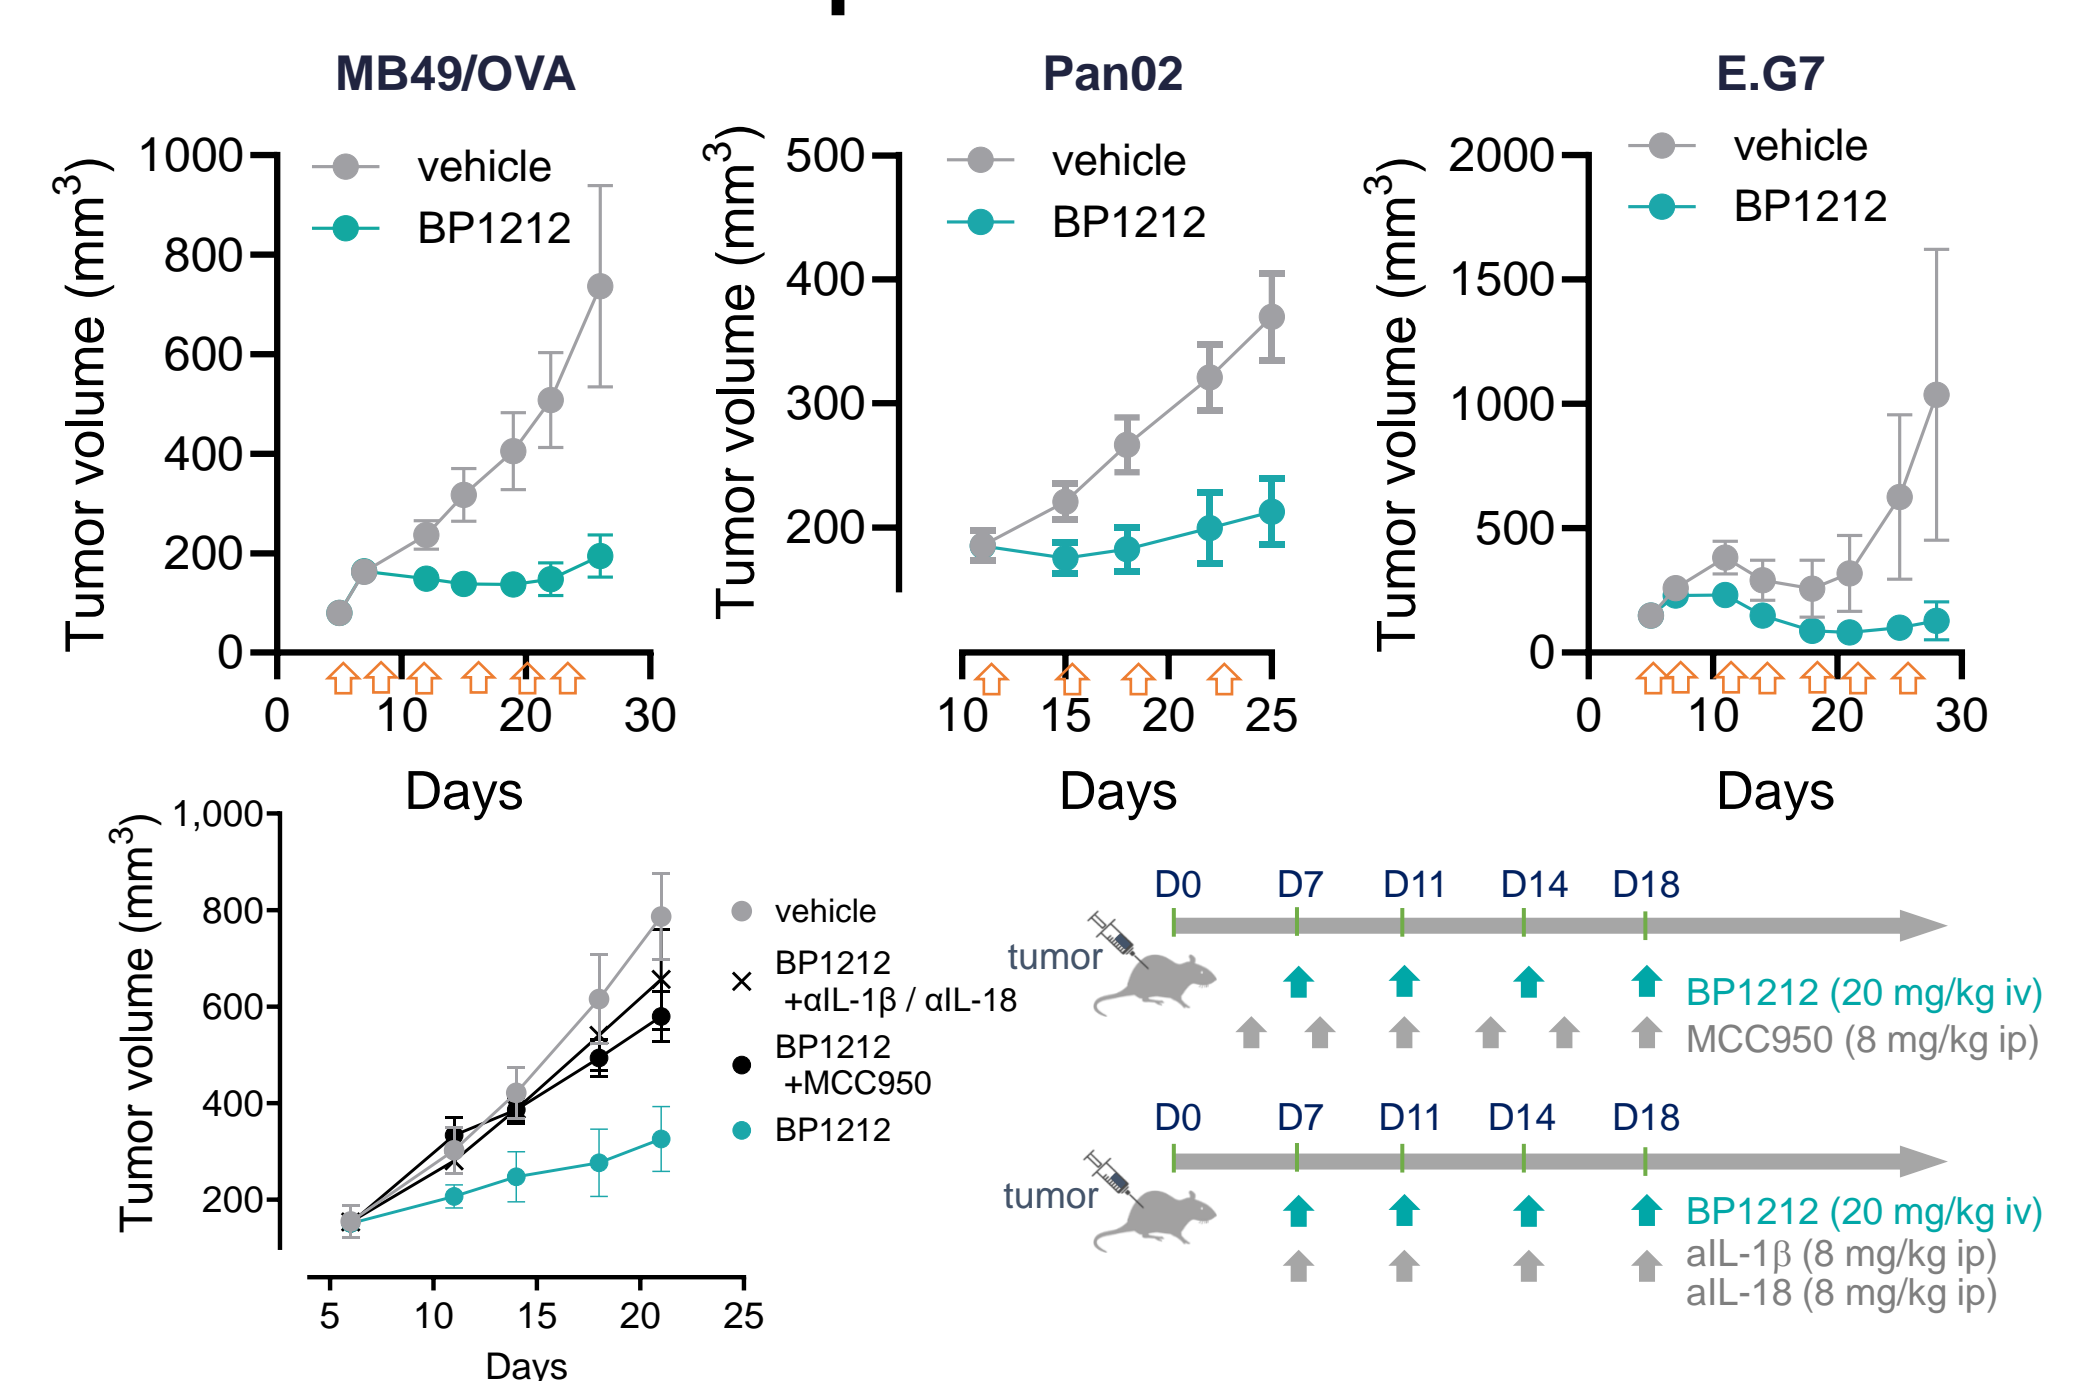 MB49/OVA
Tumor volume (mm3)
1000
800
600
400
200
0
vehicle
BP1212
0 10 20 30
Days
Pan02
Tumor volume (mm3)
500
400
300
200
vehicle
BP1212
10 15 20 25
Days
E.G7
Tumor volume (mm3)
2000
1500
1000
500
0
vehicle
BP1212
0 10 20 30
Days
Tumor volume (mm3)
1,000
800
600
400
200
5 10 15 20 25
Days
vehicle
BP1212
+αIL-1β / αIL-18
BP1212
+MCC950
BP1212
D0 D7 D11 D14 D18
tumor
BP1212 (20 mg/kg iv)
MCC950 (8 mg/kg ip)
D0 D7 D11 D14 D18
tumor
BP1212 (20 mg/kg iv)
aIL-1β (8 mg/kg ip)
aIL-18 (8 mg/kg ip)